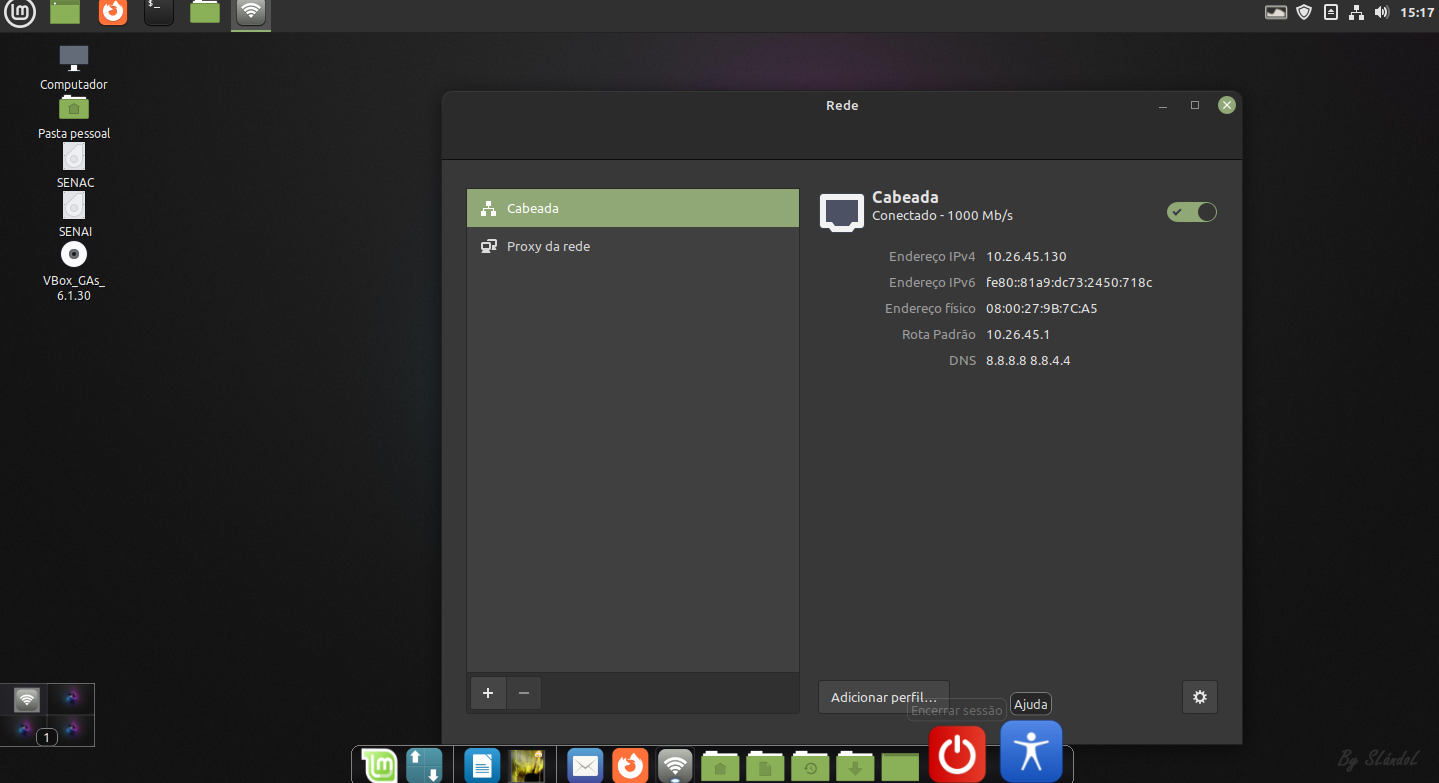 $_
15:17
Computador
Pasta pessoal
SENAC
SENAI
VBox_GAs_
6.1.30
Rede
Cabeada
Proxy da rede
Cabeada
Conectado - 1000 Mb/s
Endereço IPv4 10.26.45.130
Endereço IPv6 fe80::81a9:dc73:2450:718c
Endereço físico 08:00:27:9B:7C:A5
Rota Padrão 10.26.45.1
DNS 8.8.8.8 8.8.4.4
Adicionar perfil...
Encerrar sessão
Ajuda
1
By SLándoL